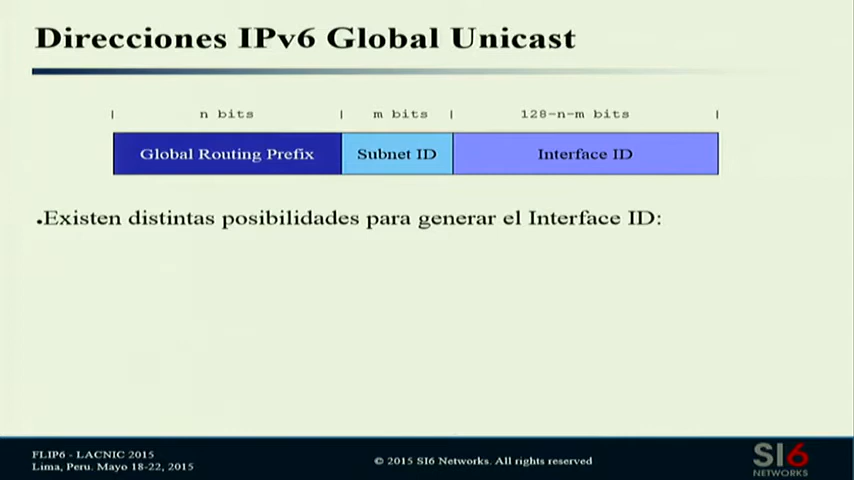 Direcciones IPv6 Global Unicast
| n bits | m bits | 128-n-m bits |
Global Routing Prefix Subnet ID Interface ID
.Existen distintas posibilidades para generar el Interface ID:
FLIP6 - LACNIC 2015
Lima, Peru. Mayo 18-22, 2015
© 2015 SI6 Networks. All rights reserved
SI6
NETWORKS